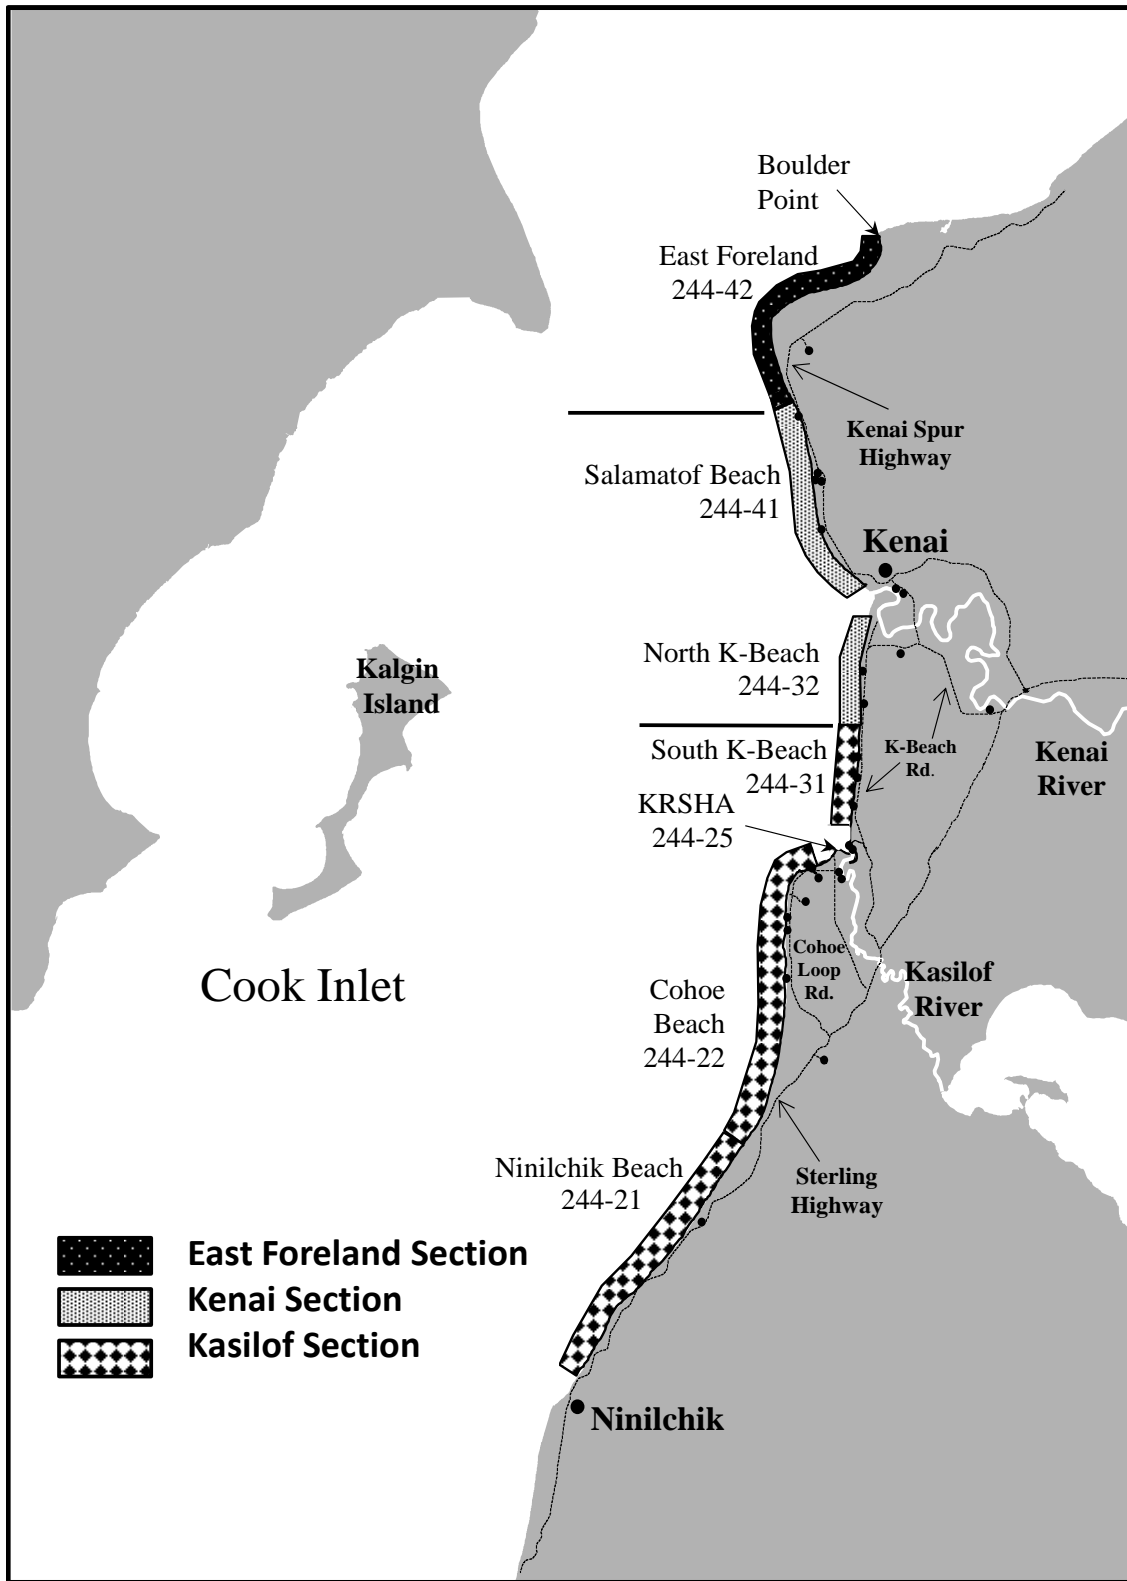 Boulder
Point
East Foreland
244-42
Kenai Spur
Highway
Salamatof Beach
244-41
Kenai
North K-Beach
244-32
Kalgin
Island
South K-Beach
244-31
K-Beach
Rd.
Kenai
River
KRSHA
244-25
Cohoe
Loop
Rd.
Kasilof
River
Cook Inlet
Cohoe
Beach
244-22
Ninilchik Beach
244-21
Sterling
Highway
East Foreland Section
Kenai Section
Kasilof Section
Ninilchik